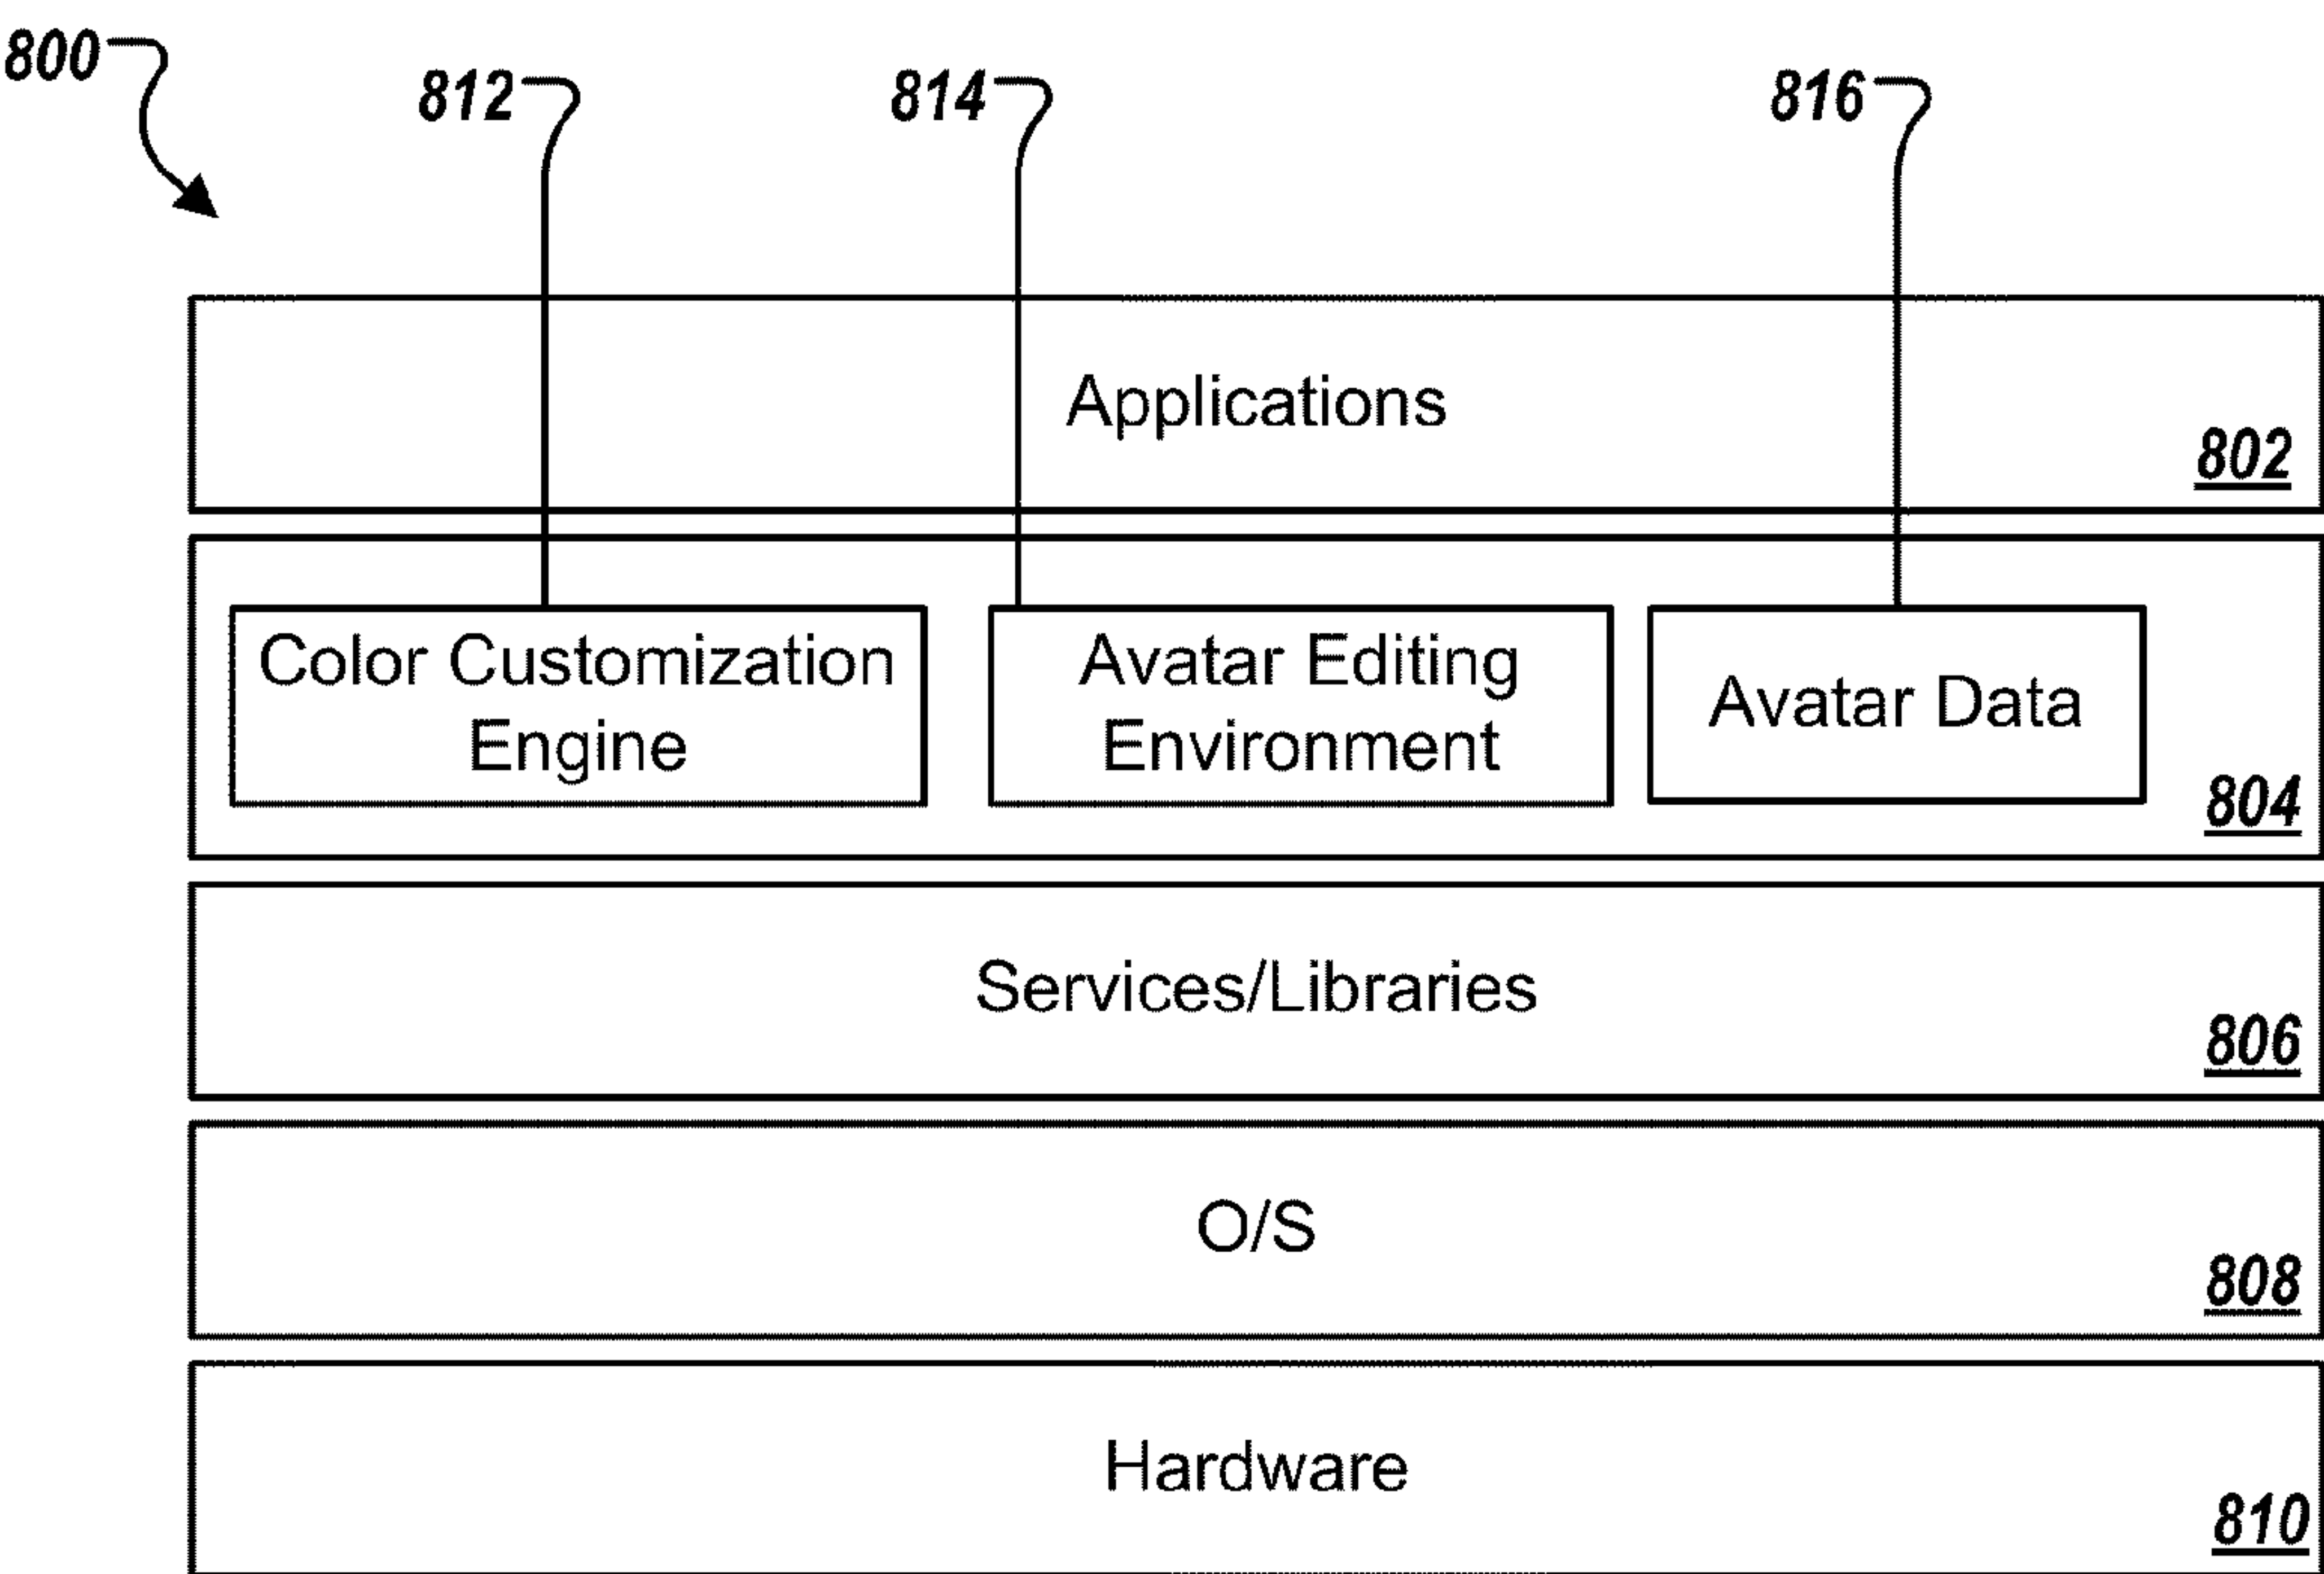 800
812
814
816
Applications
802
Color Customization
Engine
Avatar Editing
Environment
Avatar Data
804
Services/Libraries
806
O/S
808
Hardware
810